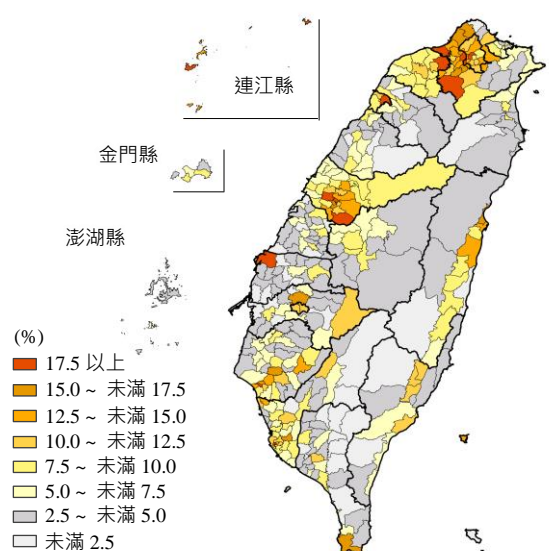 連江縣
金門縣
澎湖縣
(%)
17.5 以上
15.0 ~ 未滿 17.5
12.5 ~ 未滿 15.0
10.0 ~ 未滿 12.5
7.5 ~ 未滿 10.0
5.0 ~ 未滿 7.5
2.5 ~ 未滿 5.0
未滿 2.5